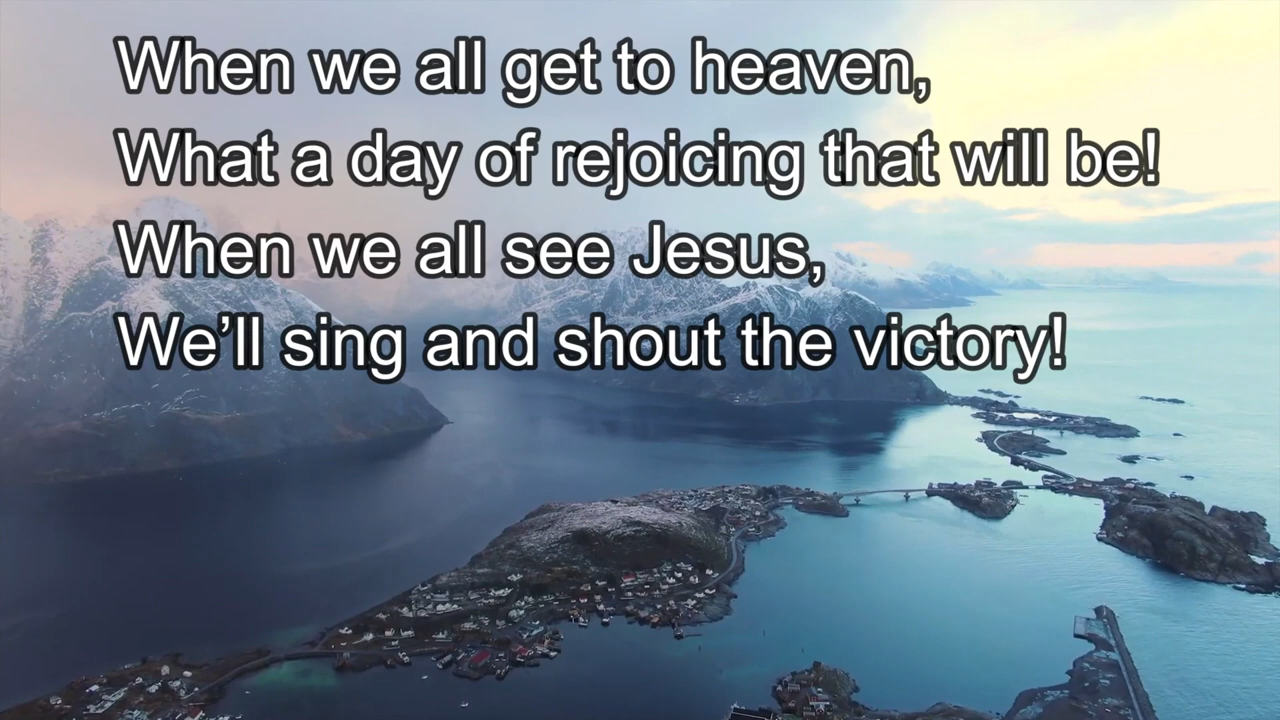 When we all get to heaven,
What a day of rejoicing that will be!
When we all see Jesus,
We’ll sing and shout the victory!